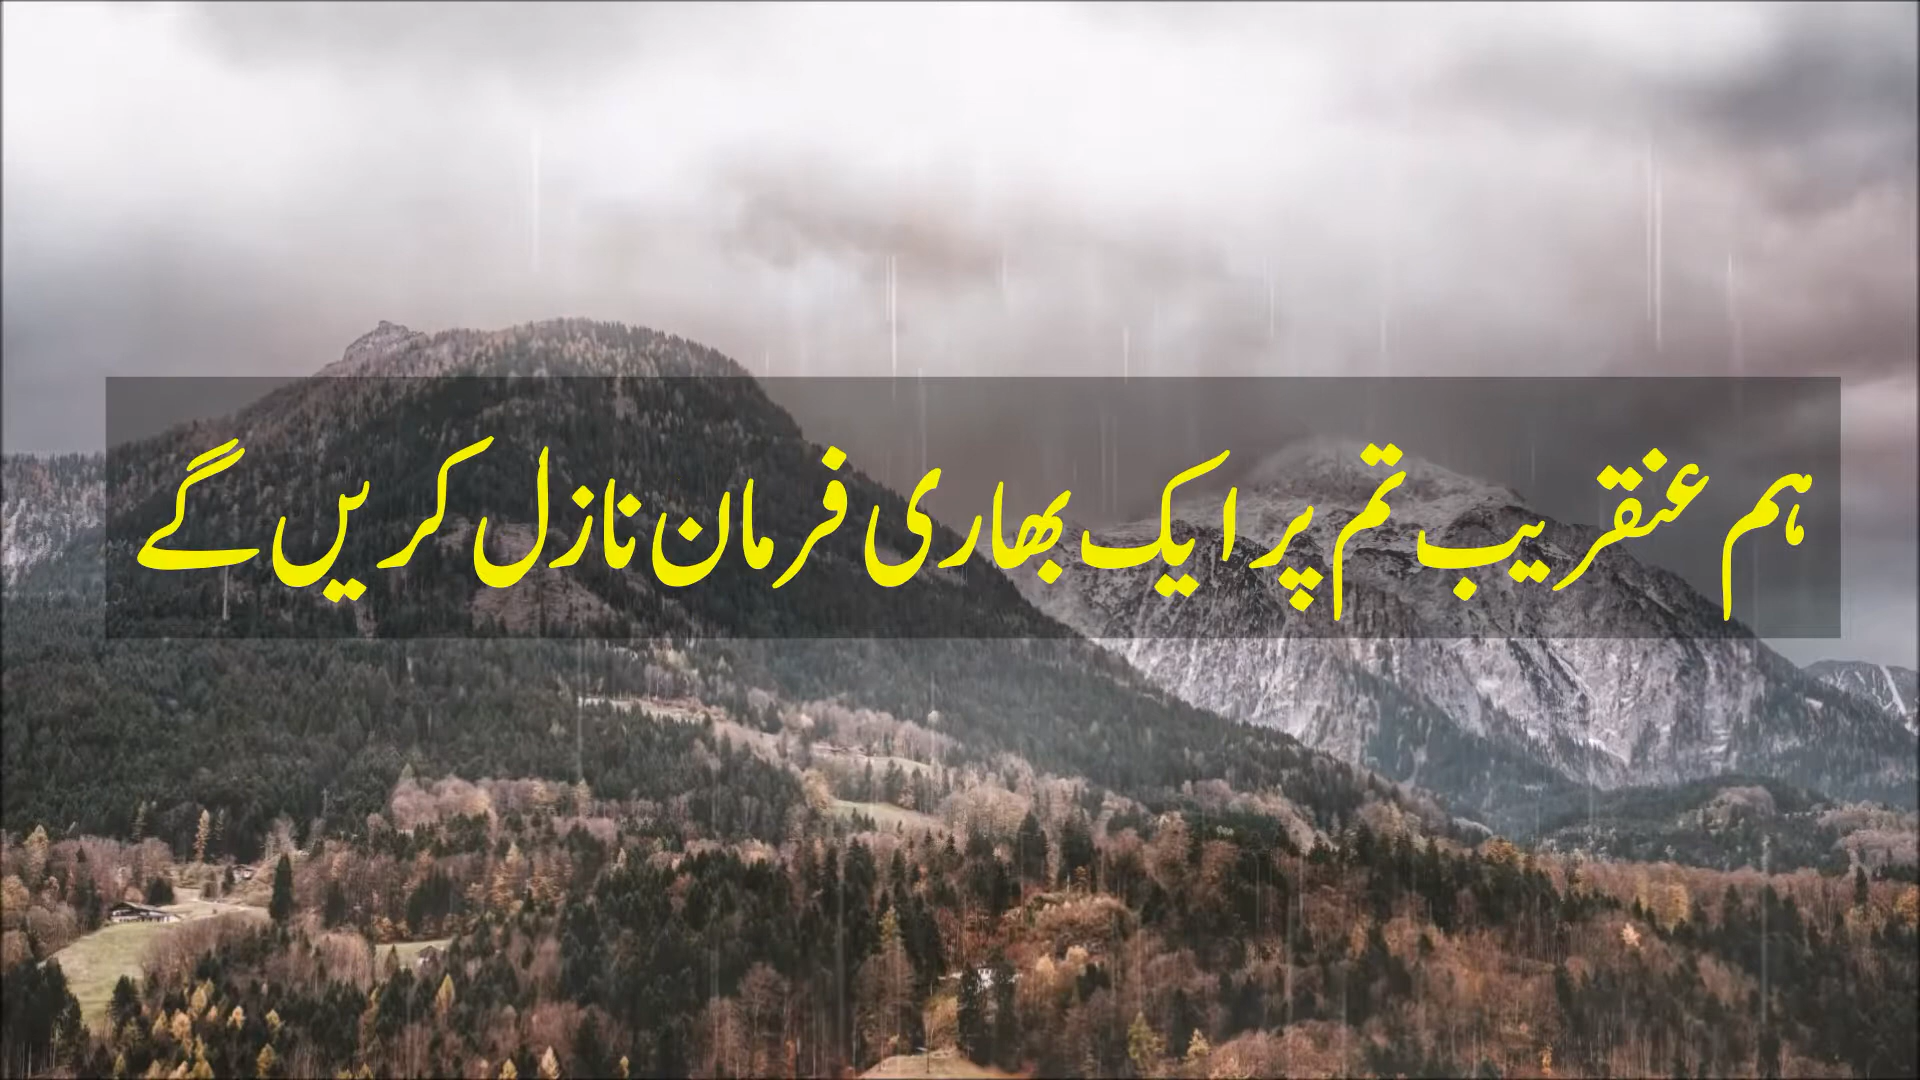 ہم عنقریب تم پر ایک بھاری فرمان نازل کریں گے